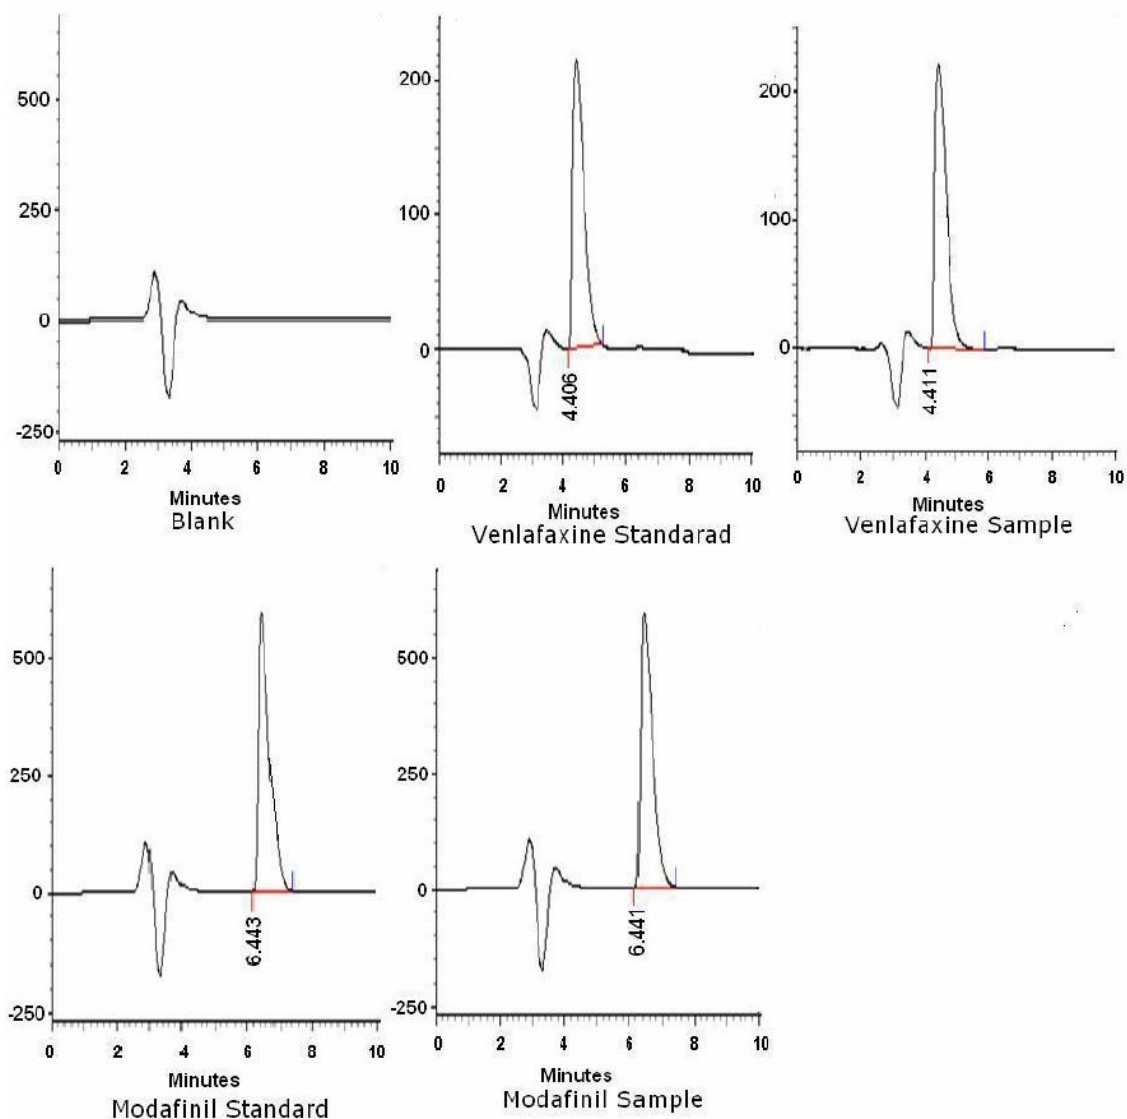 500
250
0
-250
0 2 4 6 8 10
Minutes
Blank
200
100
0
4.406
0 2 4 6 8 10
Minutes
Venlafaxine Standarad
200
100
0
4.411
0 2 4 6 8 10
Minutes
Venlafaxine Sample
500
250
0
-250
6.443
0 2 4 6 8 10
Minutes
Modafinil Standard
500
250
0
-250
6.441
0 2 4 6 8 10
Minutes
Modafinil Sample